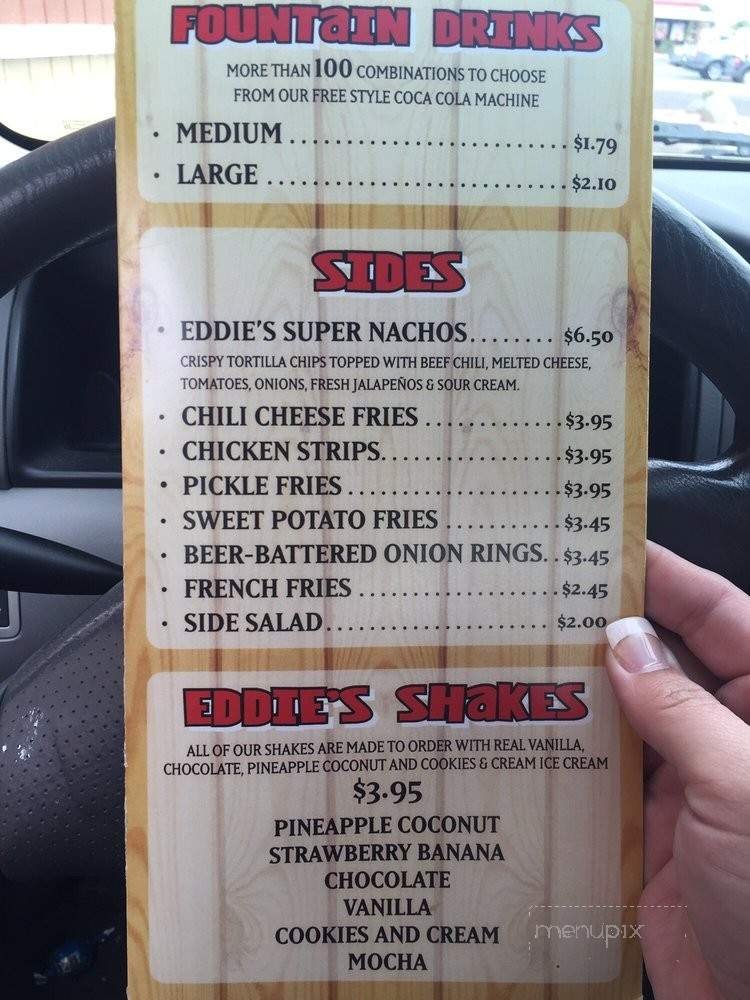 FOUNTaIN DRINKS
MORE THAN 100 COMBINATIONS TO CHOOSE
FROM OUR FREE STYLE COCA COLA MACHINE
• MEDIUM ............................ $1.79
• LARGE .............................. $2.10
SIDES
• EDDIE'S SUPER NACHOS........ $6.50
CRISPY TORTILLA CHIPS TOPPED WITH BEEF CHILI, MELTED CHEESE,
TOMATOES, ONIONS, FRESH JALAPEÑOS & SOUR CREAM.
• CHILI CHEESE FRIES .............$3.95
• CHICKEN STRIPS..................$3.95
• PICKLE FRIES .....................$3.95
• SWEET POTATO FRIES ...........$3.45
• BEER-BATTERED ONION RINGS..$3.45
• FRENCH FRIES ....................$2.45
• SIDE SALAD....................... $2.00
EDDIE'S SHaKES
ALL OF OUR SHAKES ARE MADE TO ORDER WITH REAL VANILLA,
CHOCOLATE, PINEAPPLE COCONUT AND COOKIES & CREAM ICE CREAM
$3.95
PINEAPPLE COCONUT
STRAWBERRY BANANA
CHOCOLATE
VANILLA
COOKIES AND CREAM
MOCHA
menupix